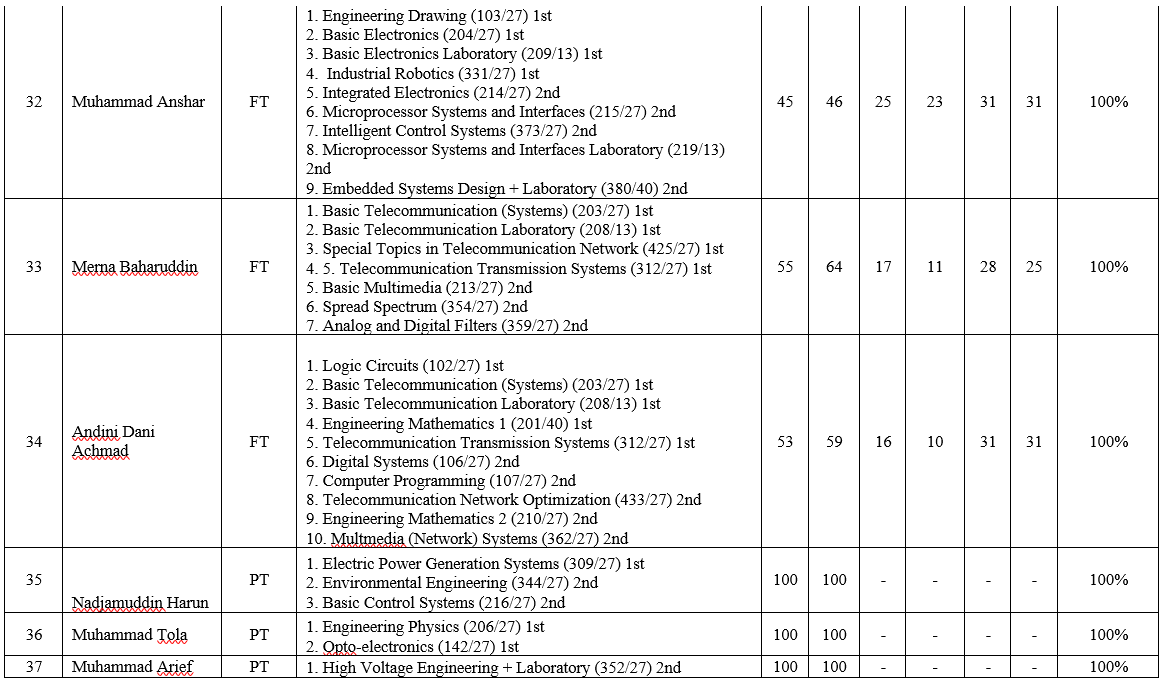 1. Engineering Drawing (103/27) 1st
2. Basic Electronics (204/27) 1st
3. Basic Electronics Laboratory (209/13) 1st
4. Industrial Robotics (331/27) 1st
5. Integrated Electronics (214/27) 2nd
6. Microprocessor Systems and Interfaces (215/27) 2nd
7. Intelligent Control Systems (373/27) 2nd
8. Microprocessor Systems and Interfaces Laboratory (219/13)
2nd
9. Embedded Systems Design + Laboratory (380/40) 2nd
32 Muhammad Anshar FT 45 46 25 23 31 31 100%
1. Basic Telecommunication (Systems) (203/27) 1st
2. Basic Telecommunication Laboratory (208/13) 1st
3. Special Topics in Telecommunication Network (425/27) 1st
4. 5. Telecommunication Transmission Systems (312/27) 1st
5. Basic Multimedia (213/27) 2nd
6. Spread Spectrum (354/27) 2nd
7. Analog and Digital Filters (359/27) 2nd
33 Merna Baharuddin FT 55 64 17 11 28 25 100%
1. Logic Circuits (102/27) 1st
2. Basic Telecommunication (Systems) (203/27) 1st
3. Basic Telecommunication Laboratory (208/13) 1st
4. Engineering Mathematics 1 (201/40) 1st
5. Telecommunication Transmission Systems (312/27) 1st
6. Digital Systems (106/27) 2nd
7. Computer Programming (107/27) 2nd
8. Telecommunication Network Optimization (433/27) 2nd
9. Engineering Mathematics 2 (210/27) 2nd
10. Multmedia (Network) Systems (362/27) 2nd
34 Andini Dani
Achmad FT 53 59 16 10 31 31 100%
1. Electric Power Generation Systems (309/27) 1st
2. Environmental Engineering (344/27) 2nd
3. Basic Control Systems (216/27) 2nd
35 Nadjamuddin Harun PT 100 100 - - - - 100%
1. Engineering Physics (206/27) 1st
2. Opto-electronics (142/27) 1st
36 Muhammad Tola PT 100 100 - - - - 100%
37 Muhammad Arief PT 1. High Voltage Engineering + Laboratory (352/27) 2nd 100 100 - - - - 100%